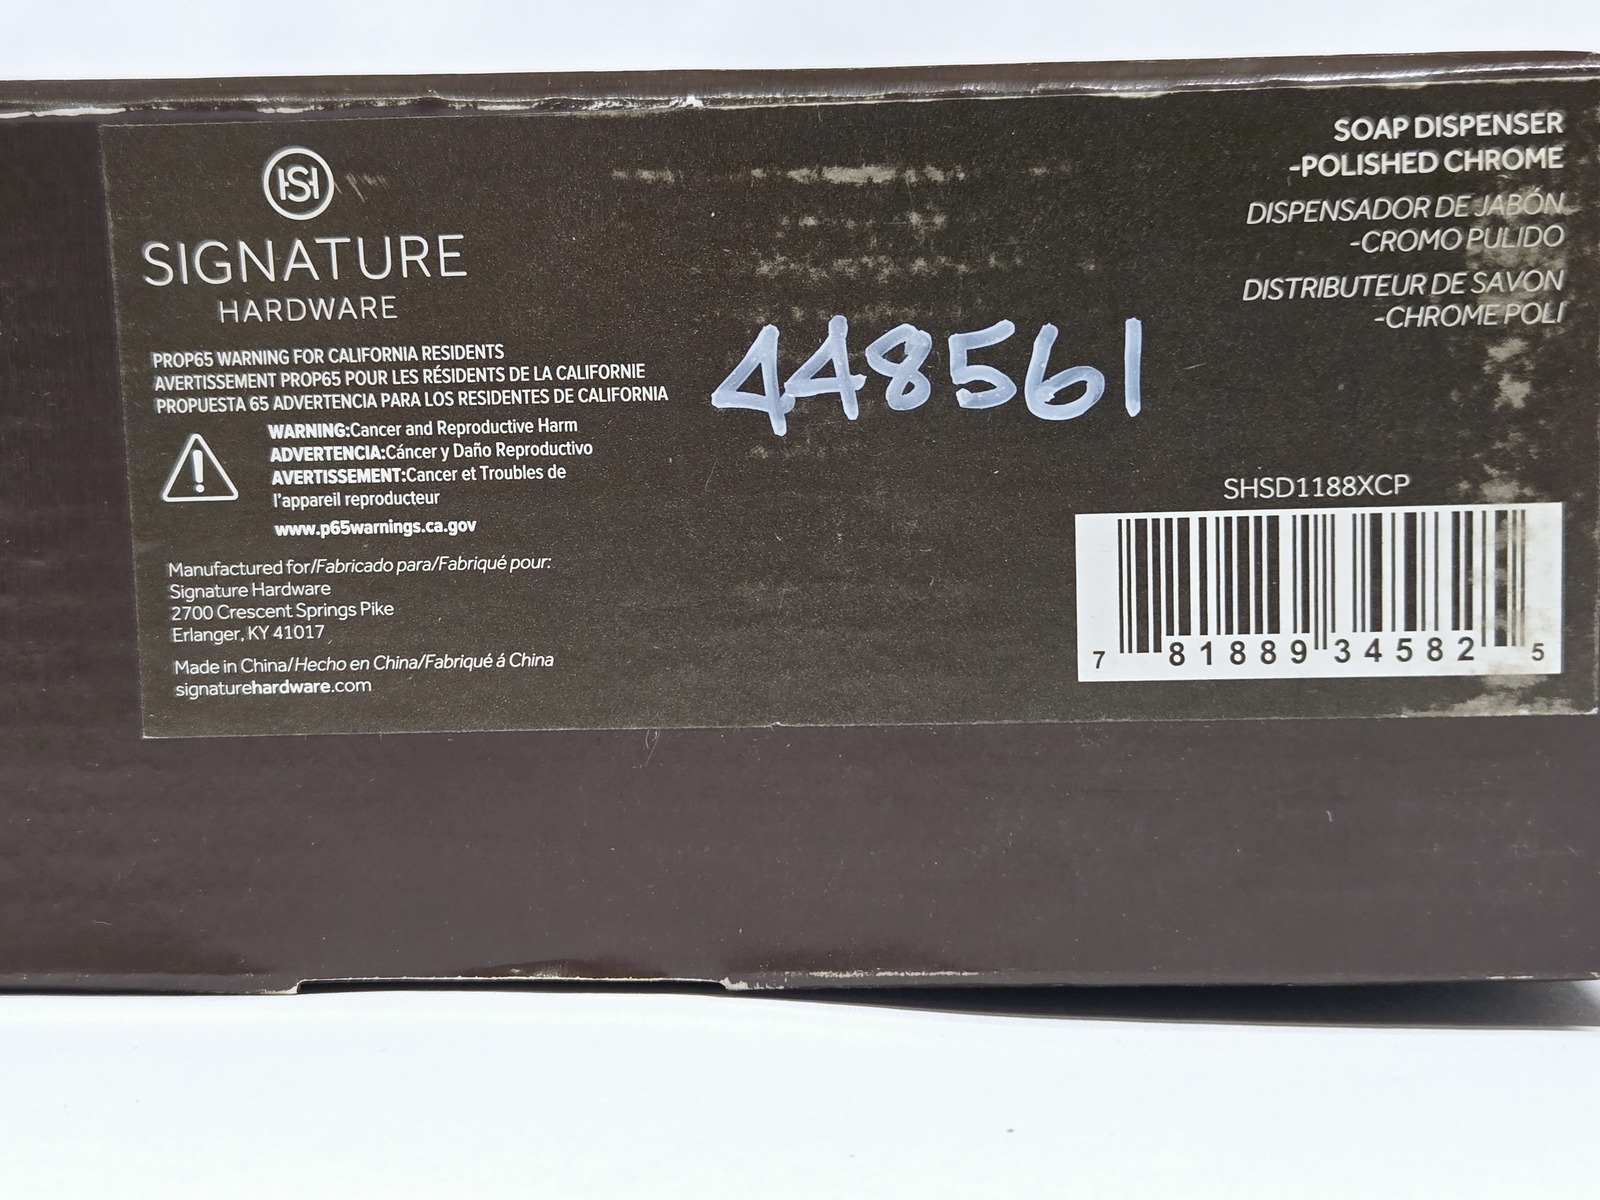 SH
SIGNATURE
HARDWARE
PROP65 WARNING FOR CALIFORNIA RESIDENTS
AVERTISSEMENT PROP65 POUR LES RÉSIDENTS DE LA CALIFORNIE
PROPUESTA 65 ADVERTENCIA PARA LOS RESIDENTES DE CALIFORNIA
WARNING:Cancer and Reproductive Harm
ADVERTENCIA:Cáncer y Daño Reproductivo
AVERTISSEMENT:Cancer et Troubles de
l'appareil reproducteur
www.p65warnings.ca.gov
Manufactured for/Fabricado para/Fabriqué pour:
Signature Hardware
2700 Crescent Springs Pike
Erlanger, KY 41017
Made in China/Hecho en China/Fabriqué á China
signaturehardware.com
448561
SOAP DISPENSER
-POLISHED CHROME
DISPENSADOR DE JABÓN
-CROMO PULIDO
DISTRIBUTEUR DE SAVON
-CHROME POLI
SHSD1188XCP
7 81889 34582 5